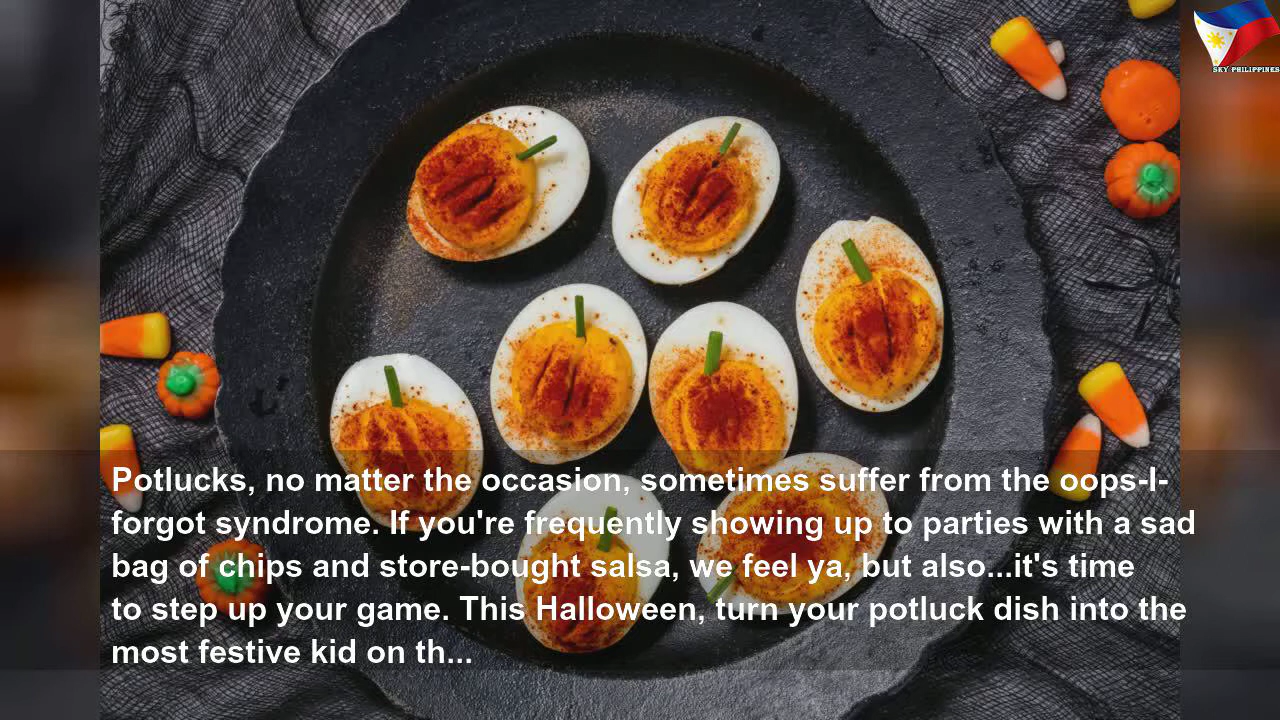 SKY PHILIPPINES
Potlucks, no matter the occasion, sometimes suffer from the oops-I-
forgot syndrome. If you're frequently showing up to parties with a sad
bag of chips and store-bought salsa, we feel ya, but also...it's time
to step up your game. This Halloween, turn your potluck dish into the
most festive kid on th...